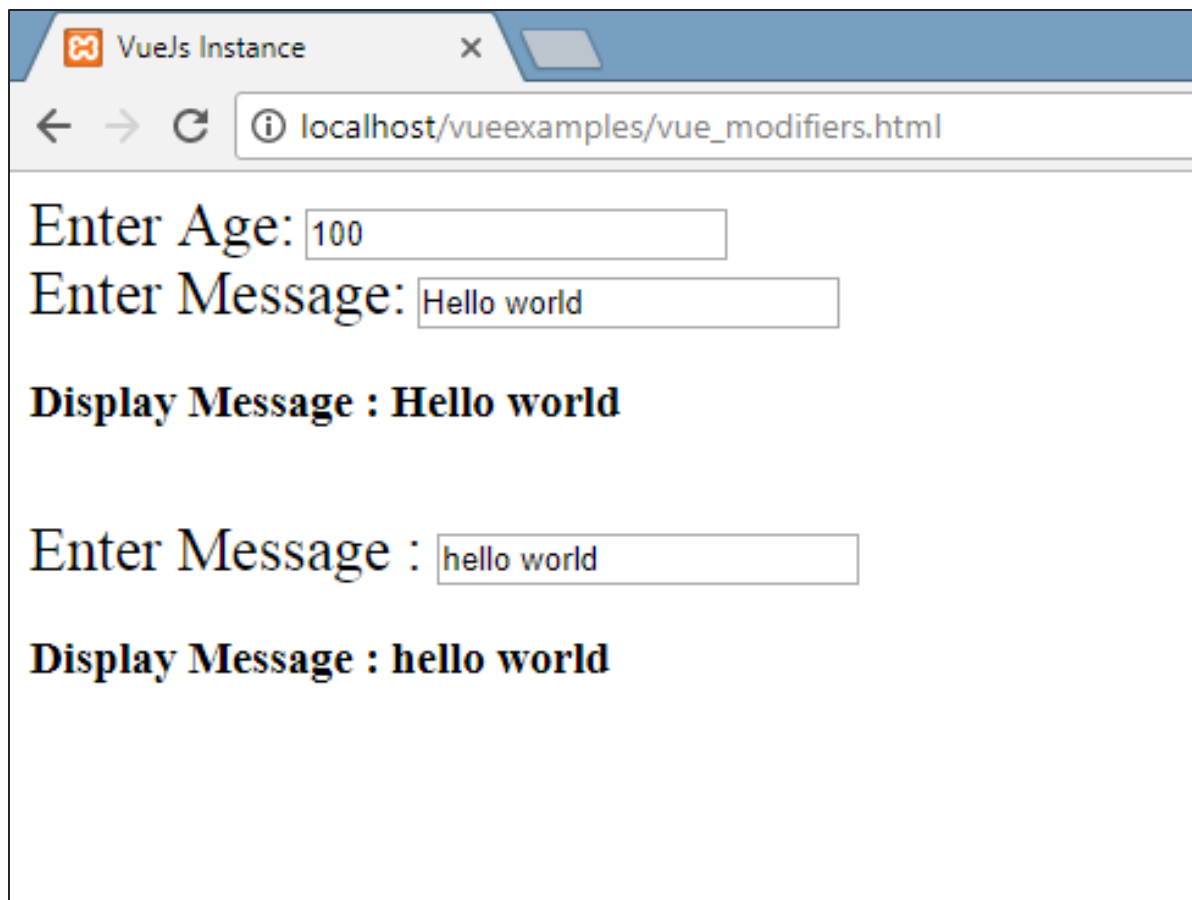 VueJs Instance
localhost/vueexamples/vue_modifiers.html
Enter Age: 100
Enter Message: Hello world
Display Message : Hello world
Enter Message : hello world
Display Message : hello world